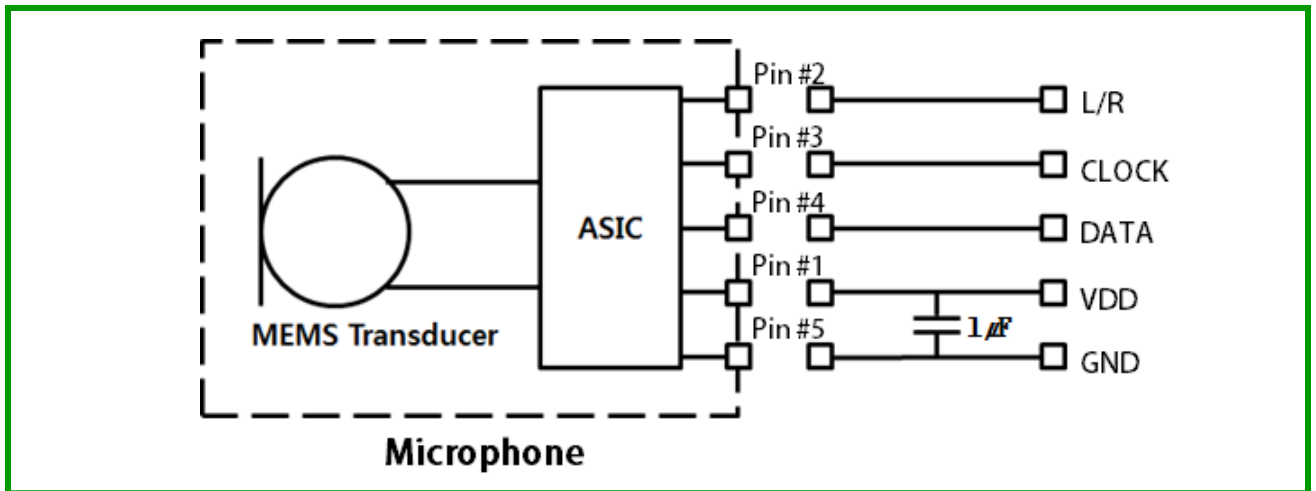 Pin #2
L/R
Pin #3
CLOCK
Pin #4
DATA
ASIC
Pin #1
VDD
1㎌
MEMS Transducer
Pin #5
GND
Microphone